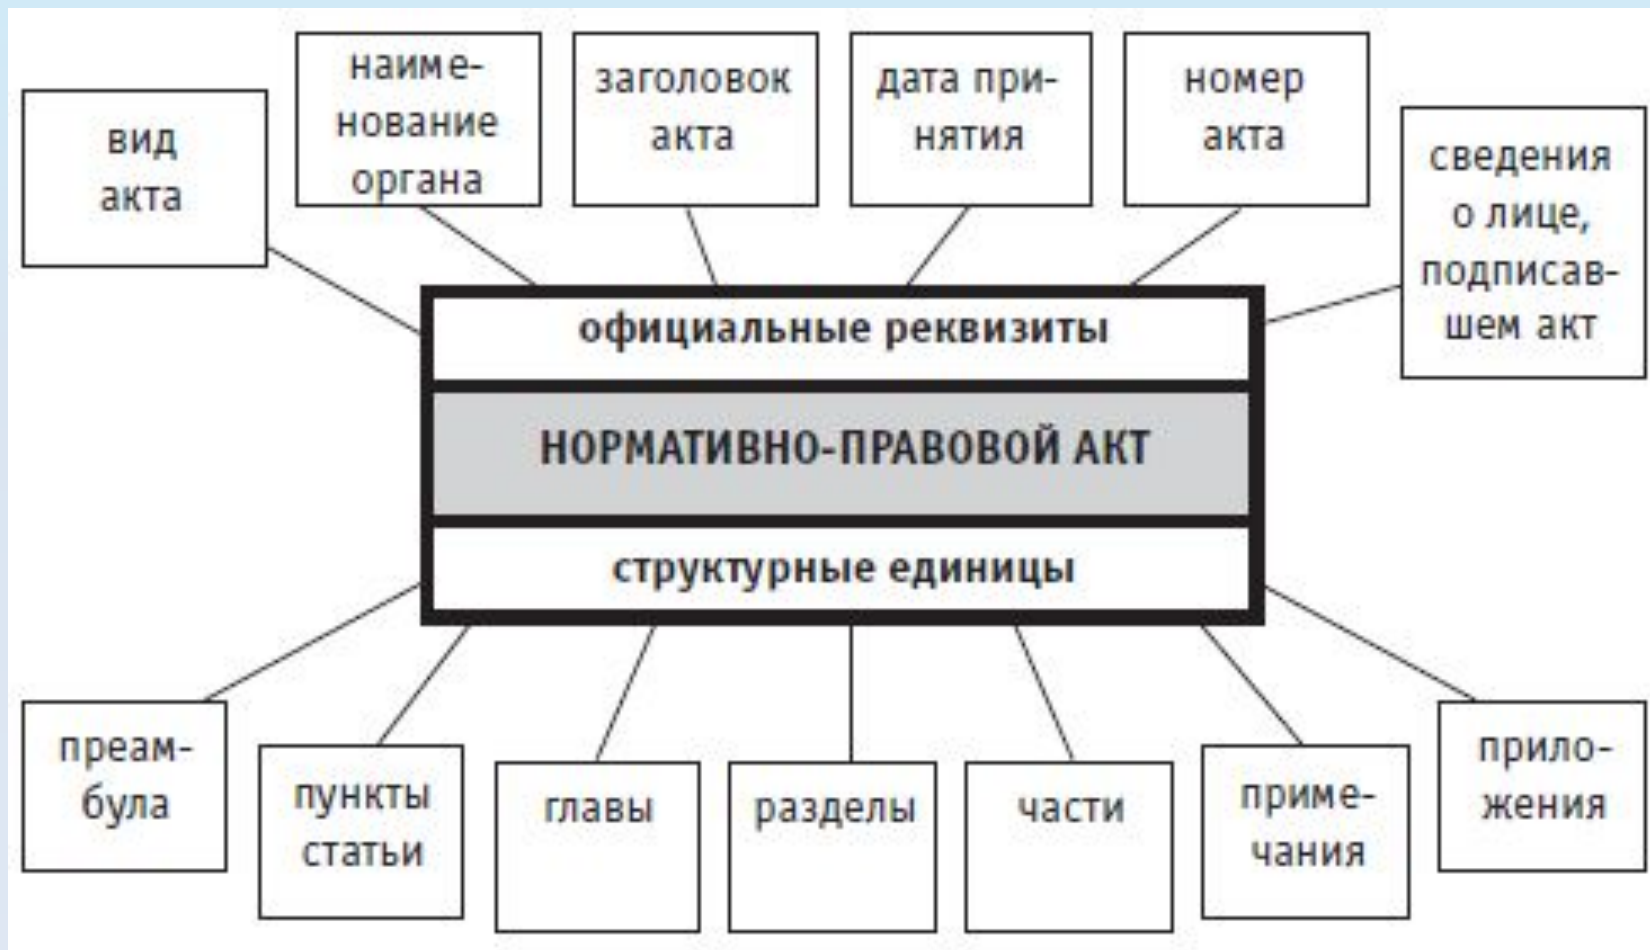 вид
акта
наиме-
нование
органа
заголовок
акта
дата при-
нятия
номер
акта
сведения
о лице,
подписав-
шем акт
официальные реквизиты
НОРМАТИВНО-ПРАВОВОЙ АКТ
структурные единицы
преам-
була
пункты
статьи
главы
разделы
части
приме-
чания
прило-
жения